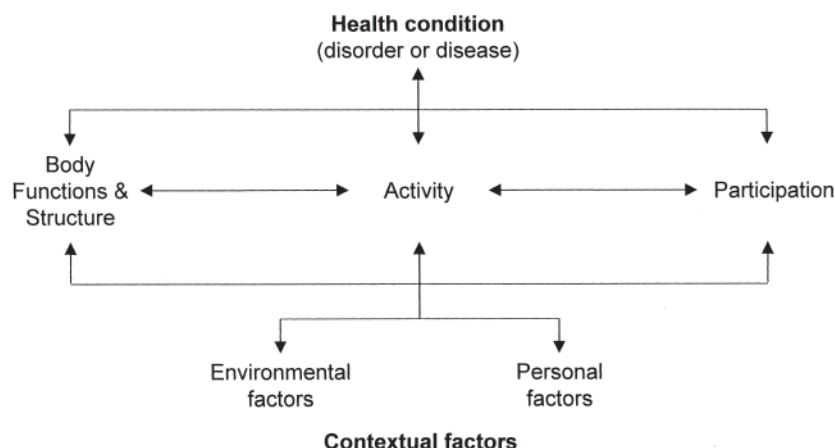 Health condition
(disorder or disease)
Body
Functions &
Structure
Activity
Participation
Environmental
factors
Personal
factors
Contextual factors